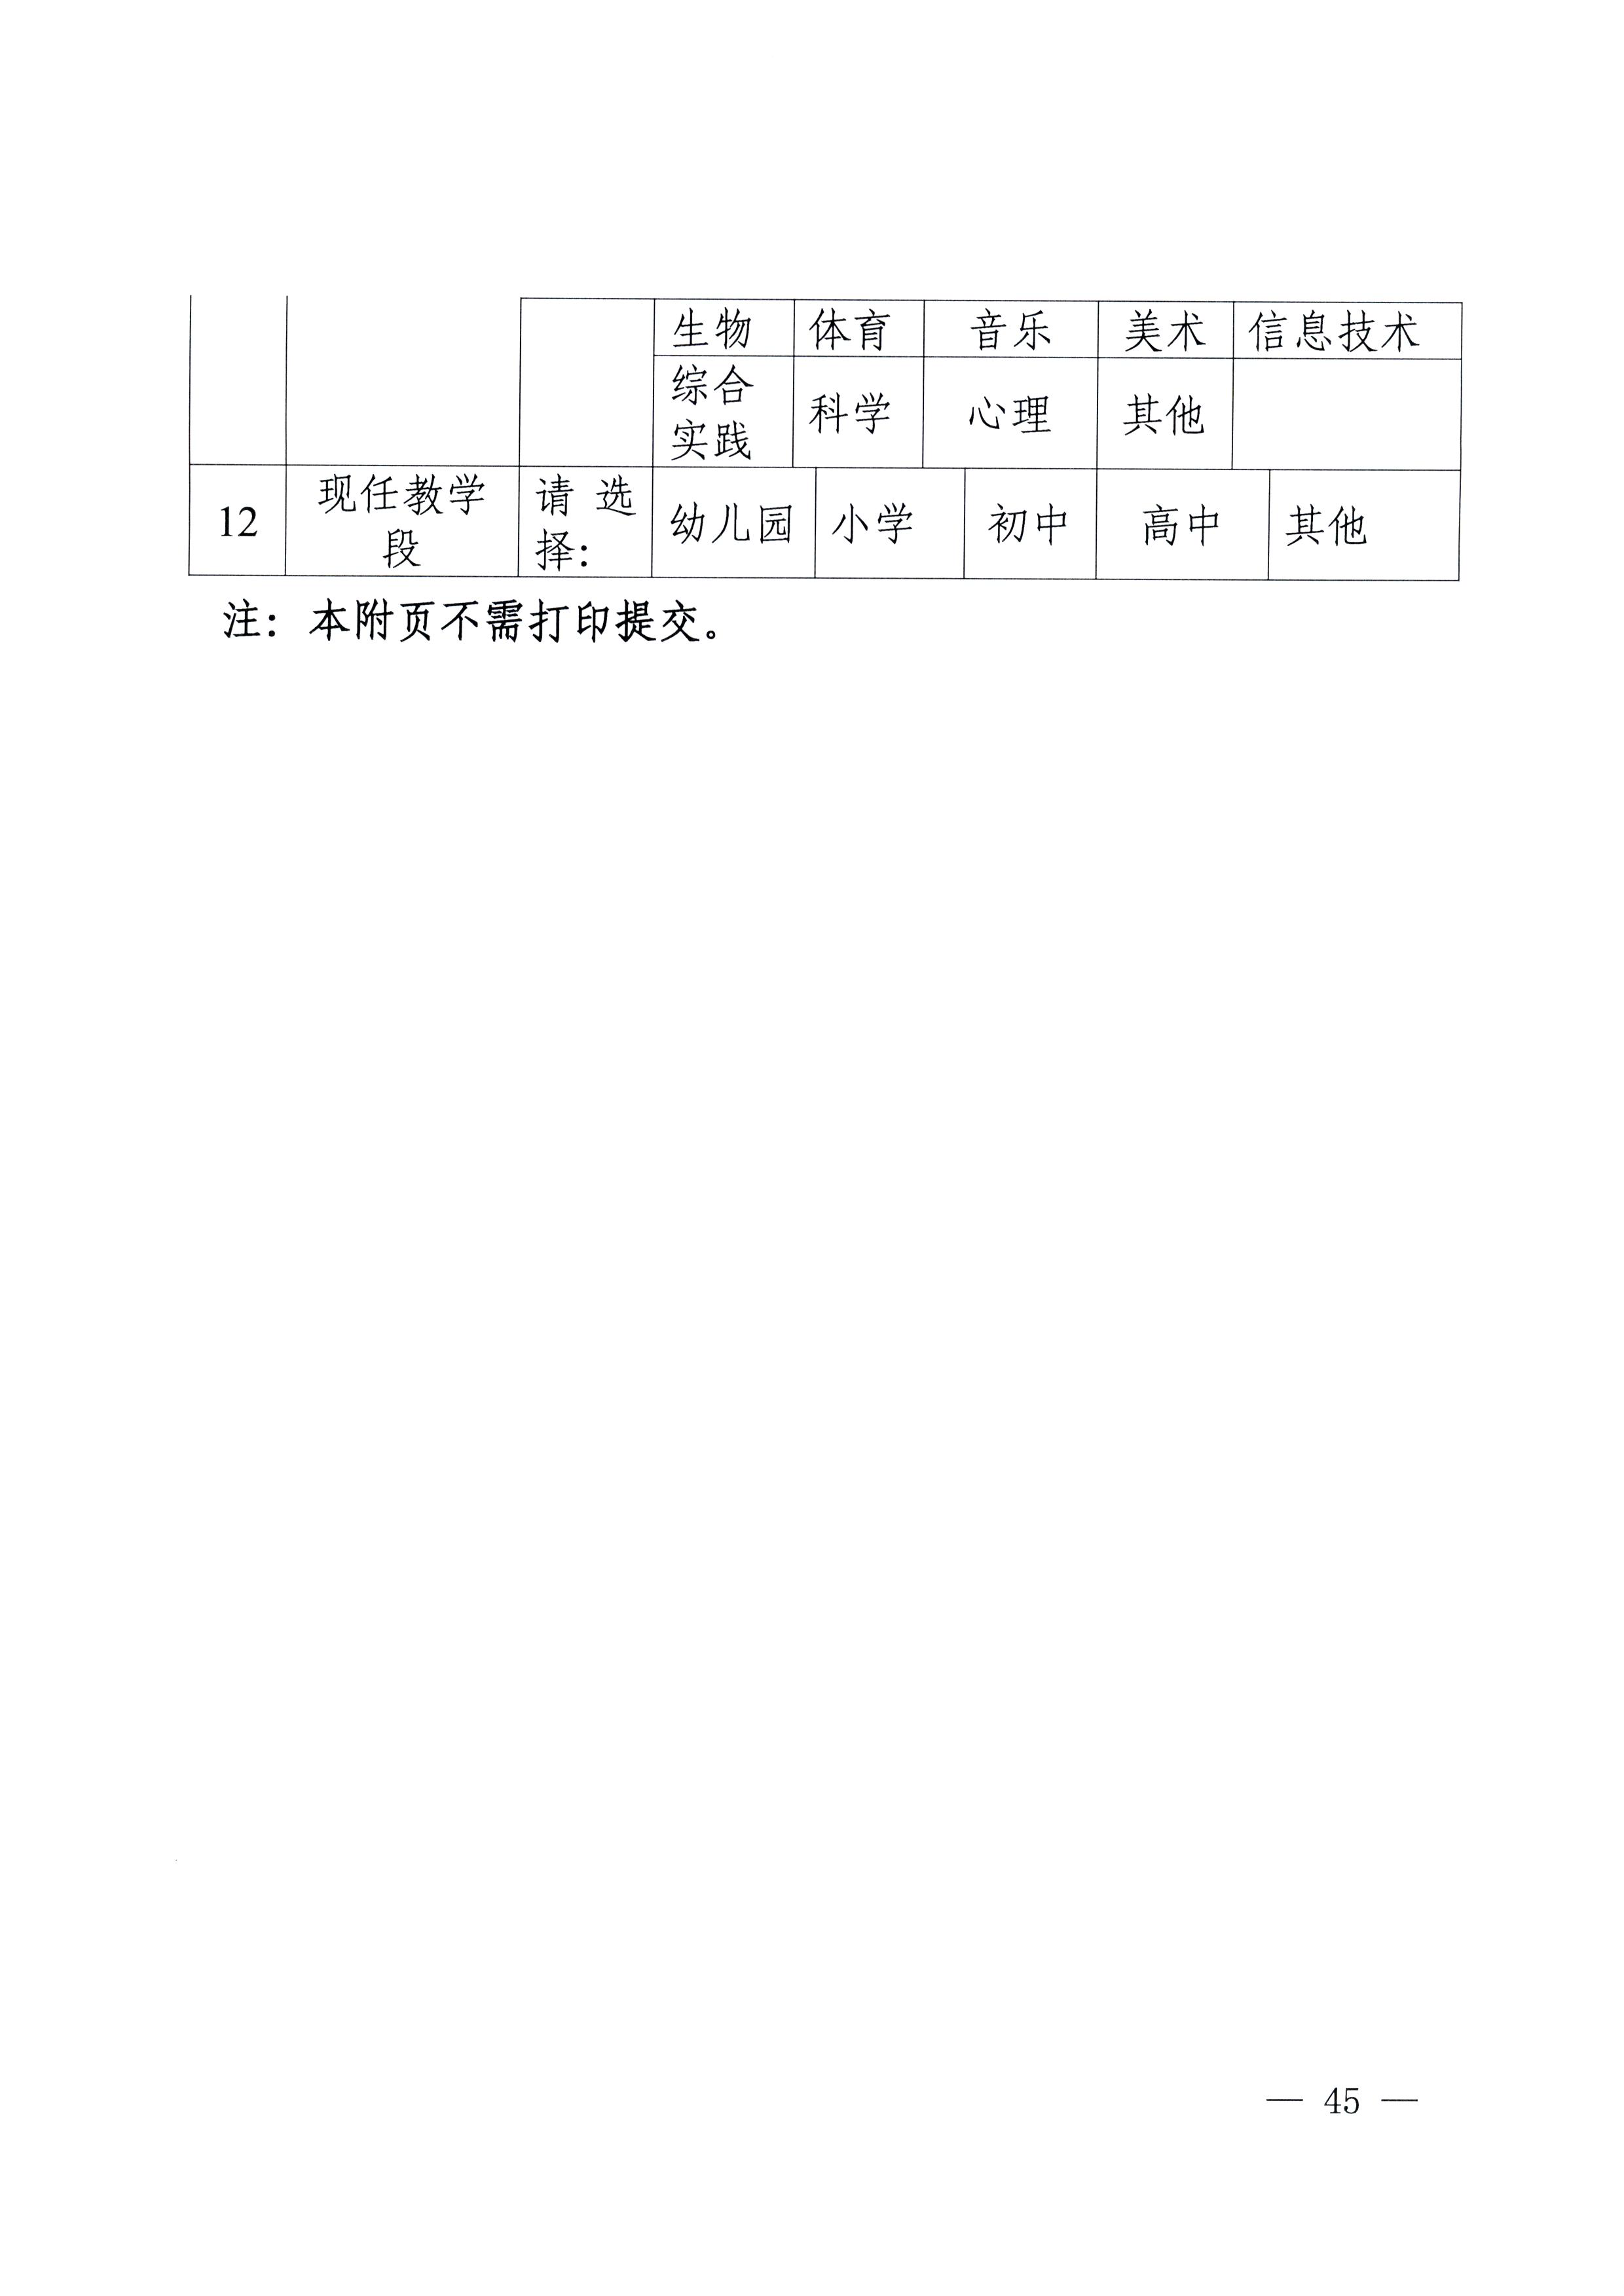 生物 体育 音乐 美术 信息技术
综合
实践 科学 心理 其他
12 现任教学
段 请 选
择: 幼儿园 小学 初中 高中 其他
注：本附页不需打印提交。
— 45 —